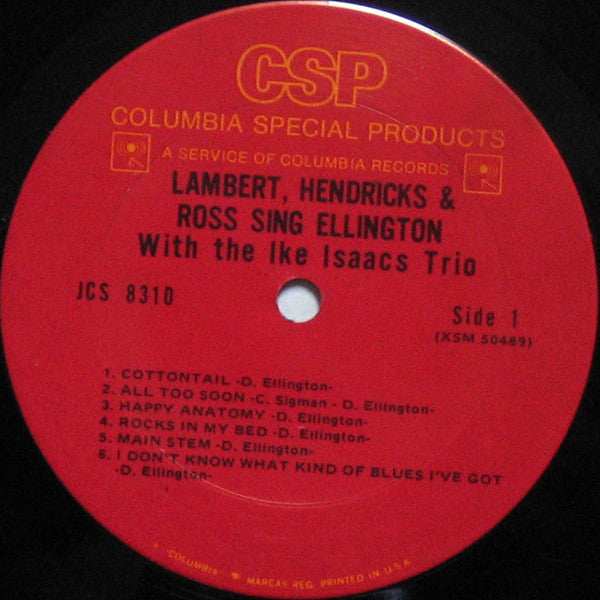 CSP
COLUMBIA SPECIAL PRODUCTS
A SERVICE OF COLUMBIA RECORDS
LAMBERT, HENDRICKS &
ROSS SING ELLINGTON
With the Ike Isaacs Trio
JCS 8310
Side 1
(XSM 50489)
1. COTTONTAIL -D. Ellington-
2. ALL TOO SOON -C. Sigman - D. Ellington-
3. HAPPY ANATOMY -D. Ellington-
4. ROCKS IN MY BED -D. Ellington-
5. MAIN STEM -D. Ellington-
6. I DON'T KNOW WHAT KIND OF BLUES I'VE GOT
-D. Ellington-
"COLUMBIA" MARCAS REG. PRINTED IN U.S.A.